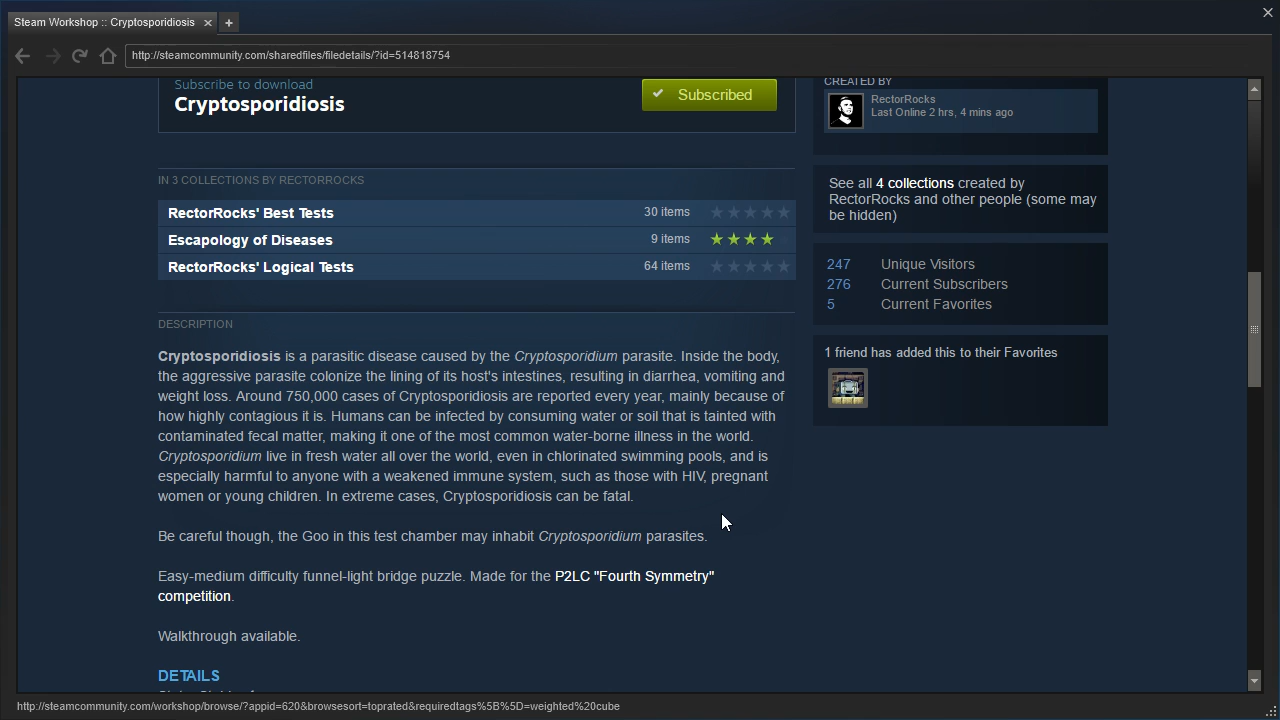 Steam Workshop :: Cryptosporidiosis
http://steamcommunity.com/sharedfiles/filedetails/?id=514818754
Subscribe to download
Cryptosporidiosis
Subscribed
IN 3 COLLECTIONS BY RECTORROCKS
RectorRocks' Best Tests 30 items
Escapology of Diseases 9 items
RectorRocks' Logical Tests 64 items
DESCRIPTION
Cryptosporidiosis is a parasitic disease caused by the Cryptosporidium parasite. Inside the body,
the aggressive parasite colonize the lining of its host's intestines, resulting in diarrhea, vomiting and
weight loss. Around 750,000 cases of Cryptosporidiosis are reported every year, mainly because of
how highly contagious it is. Humans can be infected by consuming water or soil that is tainted with
contaminated fecal matter, making it one of the most common water-borne illness in the world.
Cryptosporidium live in fresh water all over the world, even in chlorinated swimming pools, and is
especially harmful to anyone with a weakened immune system, such as those with HIV, pregnant
women or young children. In extreme cases, Cryptosporidiosis can be fatal.
Be careful though, the Goo in this test chamber may inhabit Cryptosporidium parasites.
Easy-medium difficulty funnel-light bridge puzzle. Made for the P2LC "Fourth Symmetry"
competition.
Walkthrough available.
DETAILS
CREATED BY
RectorRocks
Last Online 2 hrs, 4 mins ago
See all 4 collections created by
RectorRocks and other people (some may
be hidden)
247 Unique Visitors
276 Current Subscribers
5 Current Favorites
1 friend has added this to their Favorites
http://steamcommunity.com/workshop/browse/?appid=620&browsesort=toprated&requiredtags%5B%5D=weighted%20cube